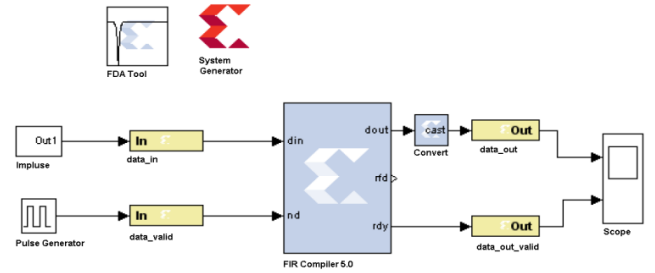 FDA Tool
System
Generator
Out1
Impluse
In
data_in
din
dout
cast
Convert
Out
data_out
rfd
Pulse Generator
In
data_valid
nd
rdy
Out
data_out_valid
Scope
FIR Compiler 5.0